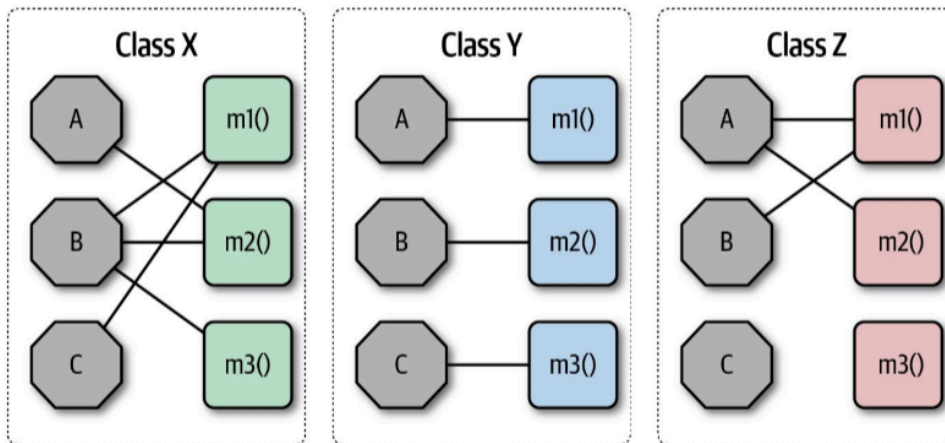 Class X
A
m1()
B
m2()
C
m3()
Class Y
A
m1()
B
m2()
C
m3()
Class Z
A
m1()
B
m2()
C
m3()